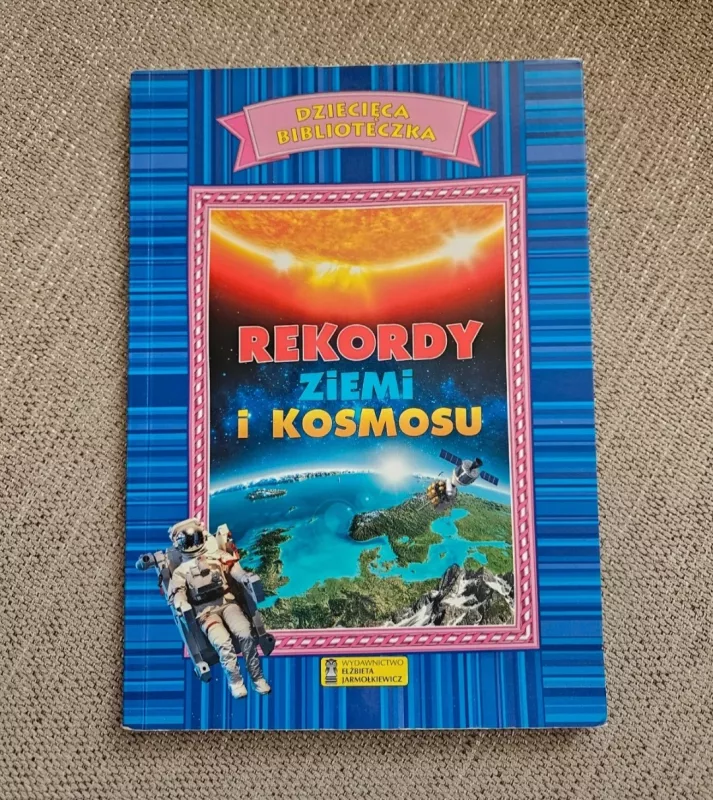 DZIECIĘCA
BIBLIOTECZKA
REKORDY
ZiEMi
i KOSMOSU
WYDAWNICTWO
ELŻBIETA
JARMOŁKIEWICZ